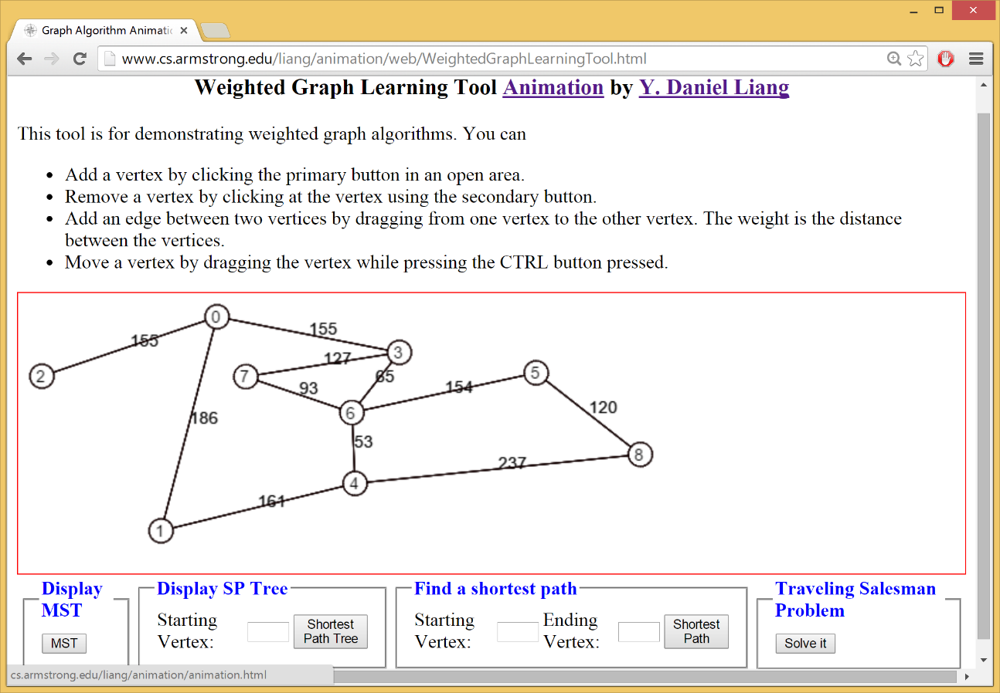 Graph Algorithm Animatic
www.cs.armstrong.edu/liang/animation/web/WeightedGraphLearningTool.html
Weighted Graph Learning Tool Animation by Y. Daniel Liang
This tool is for demonstrating weighted graph algorithms. You can
• Add a vertex by clicking the primary button in an open area.
• Remove a vertex by clicking at the vertex using the secondary button.
• Add an edge between two vertices by dragging from one vertex to the other vertex. The weight is the distance
between the vertices.
• Move a vertex by dragging the vertex while pressing the CTRL button pressed.
0
155
155
3
127
2
7
65
5
93
154
6
120
186
53
8
237
4
161
1
Display
MST
MST
Display SP Tree
Starting
Vertex:
Shortest
Path Tree
Find a shortest path
Starting
Vertex:
Ending
Vertex:
Shortest
Path
Traveling Salesman
Problem
Solve it
cs.armstrong.edu/liang/animation/animation.html